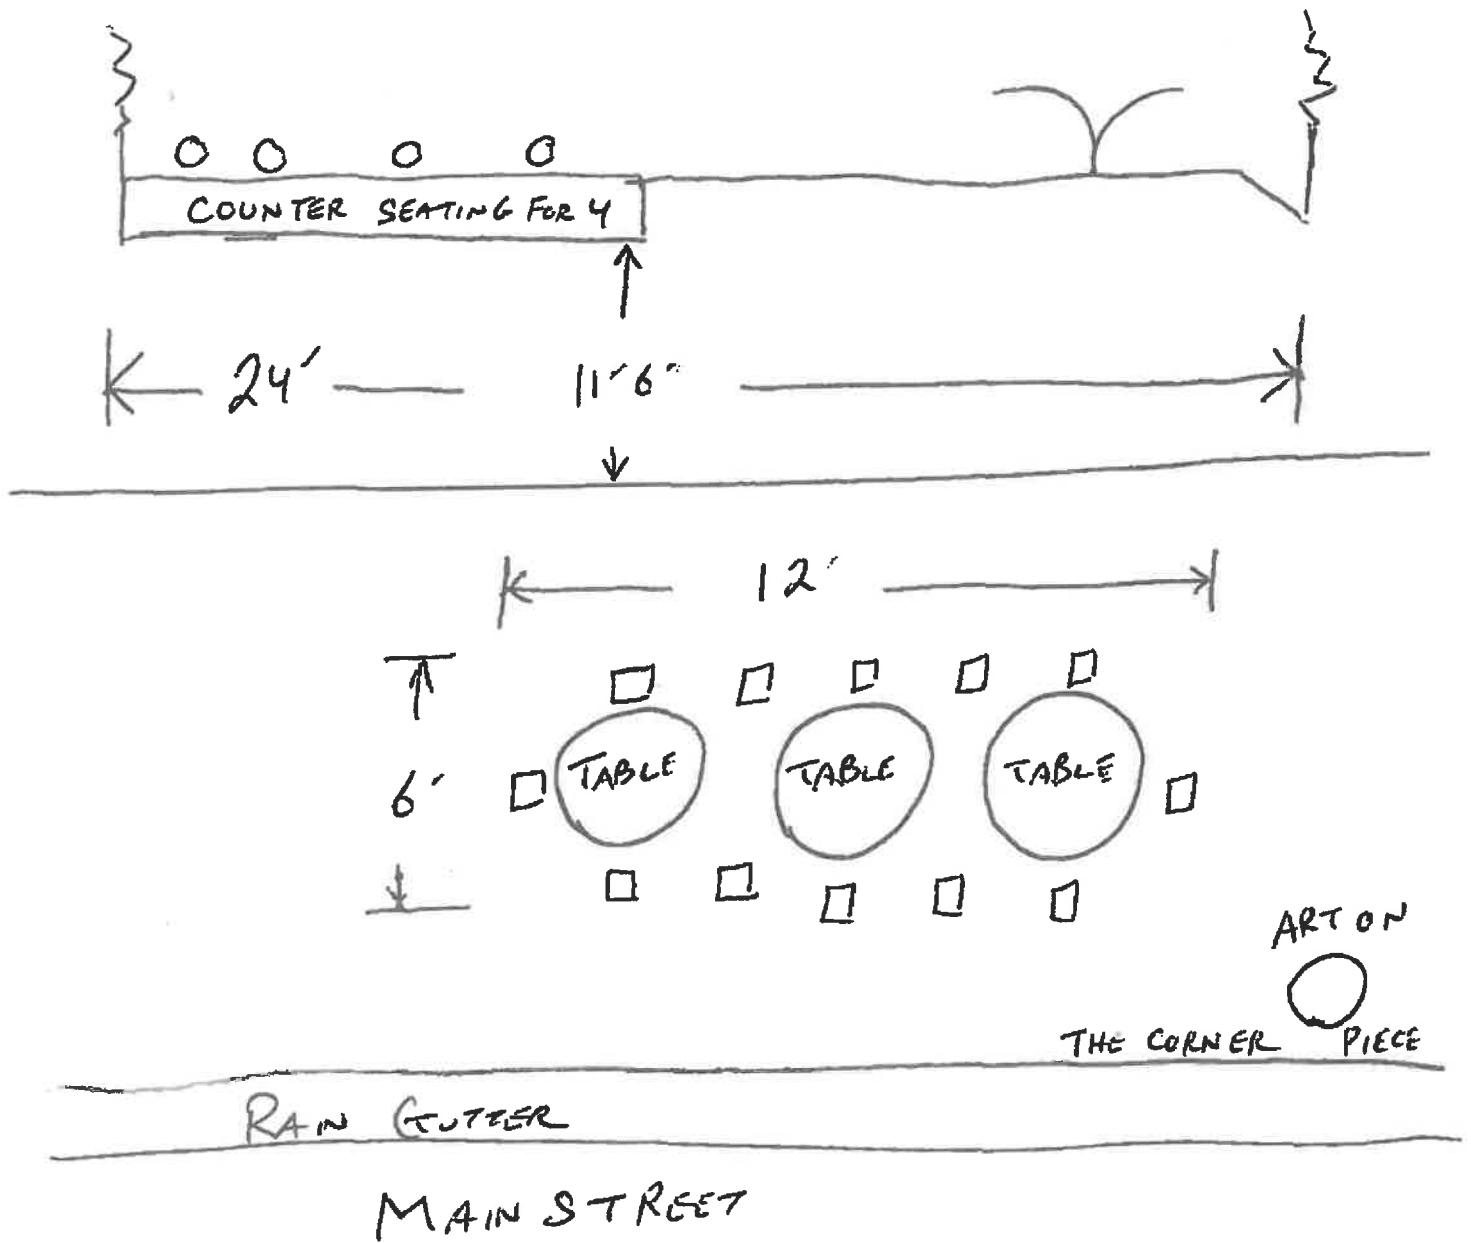 COUNTER SEATING FOR 4
24'
11'6"
12'
6'
TABLE TABLE TABLE
ART ON
THE CORNER PIECE
RAIN GUTTER
MAIN STREET